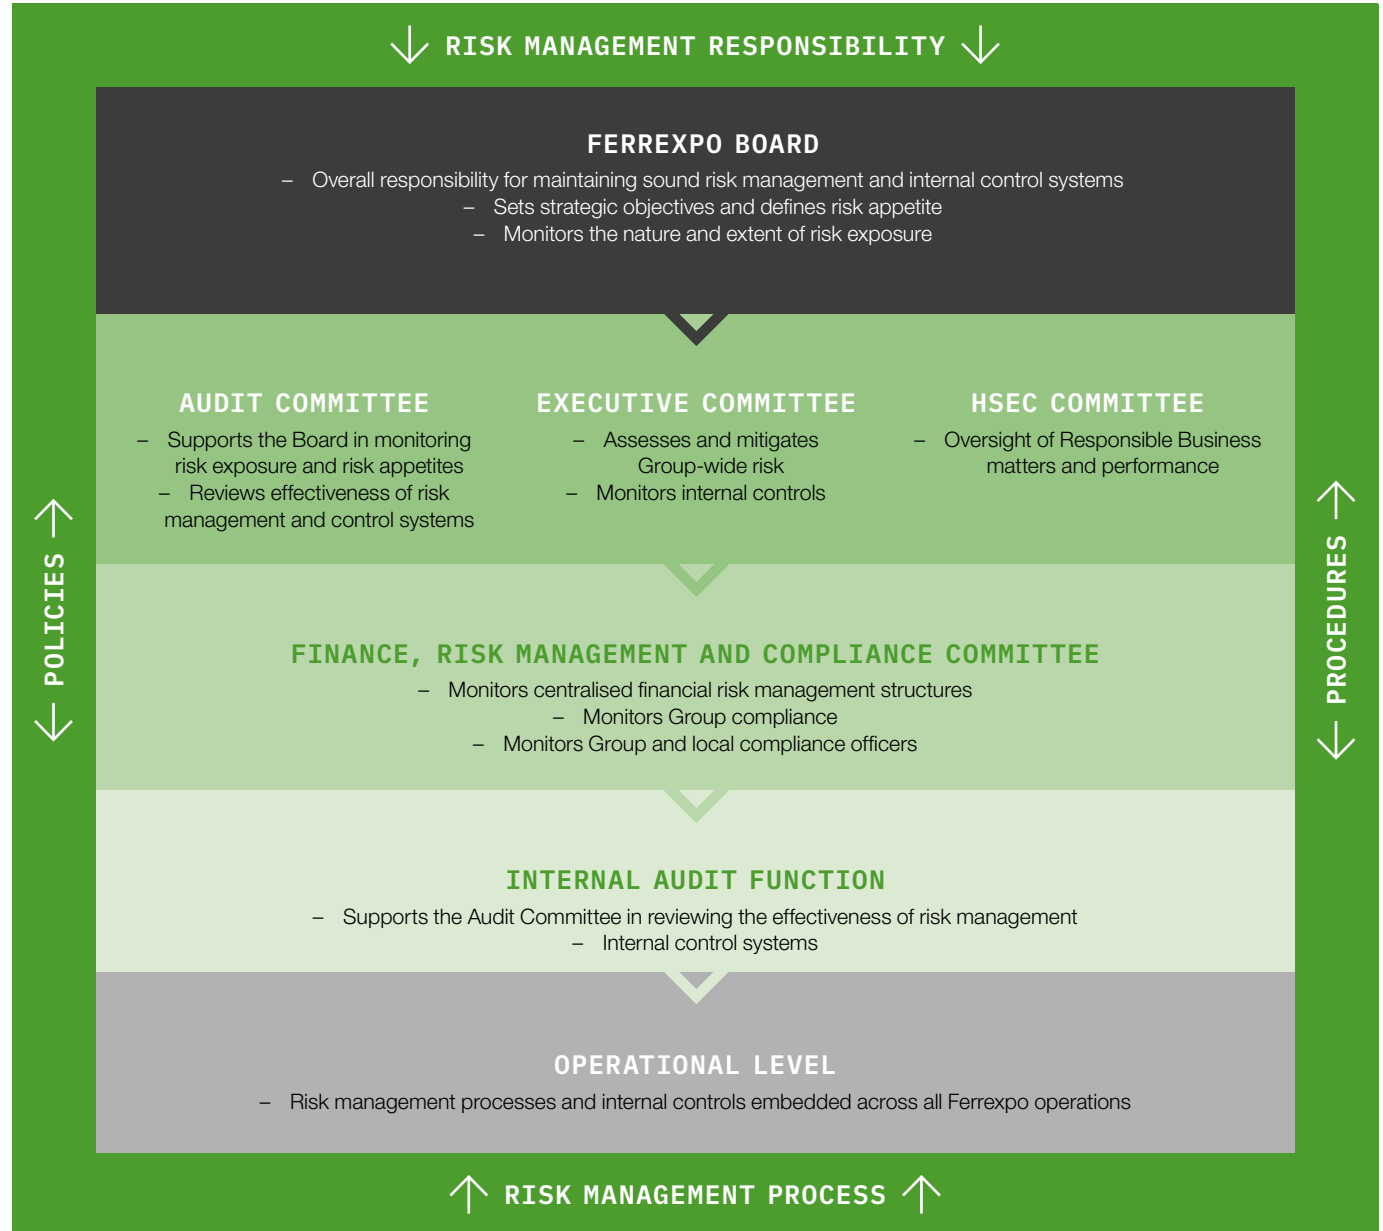 RISK MANAGEMENT RESPONSIBILITY
FERREXPO BOARD
– Overall responsibility for maintaining sound risk management and internal control systems
– Sets strategic objectives and defines risk appetite
– Monitors the nature and extent of risk exposure
AUDIT COMMITTEE
– Supports the Board in monitoring
risk exposure and risk appetites
– Reviews effectiveness of risk
management and control systems
EXECUTIVE COMMITTEE
– Assesses and mitigates
Group-wide risk
– Monitors internal controls
HSEC COMMITTEE
– Oversight of Responsible Business
matters and performance
POLICIES
PROCEDURES
FINANCE, RISK MANAGEMENT AND COMPLIANCE COMMITTEE
– Monitors centralised financial risk management structures
– Monitors Group compliance
– Monitors Group and local compliance officers
INTERNAL AUDIT FUNCTION
– Supports the Audit Committee in reviewing the effectiveness of risk management
– Internal control systems
OPERATIONAL LEVEL
– Risk management processes and internal controls embedded across all Ferrexpo operations
RISK MANAGEMENT PROCESS